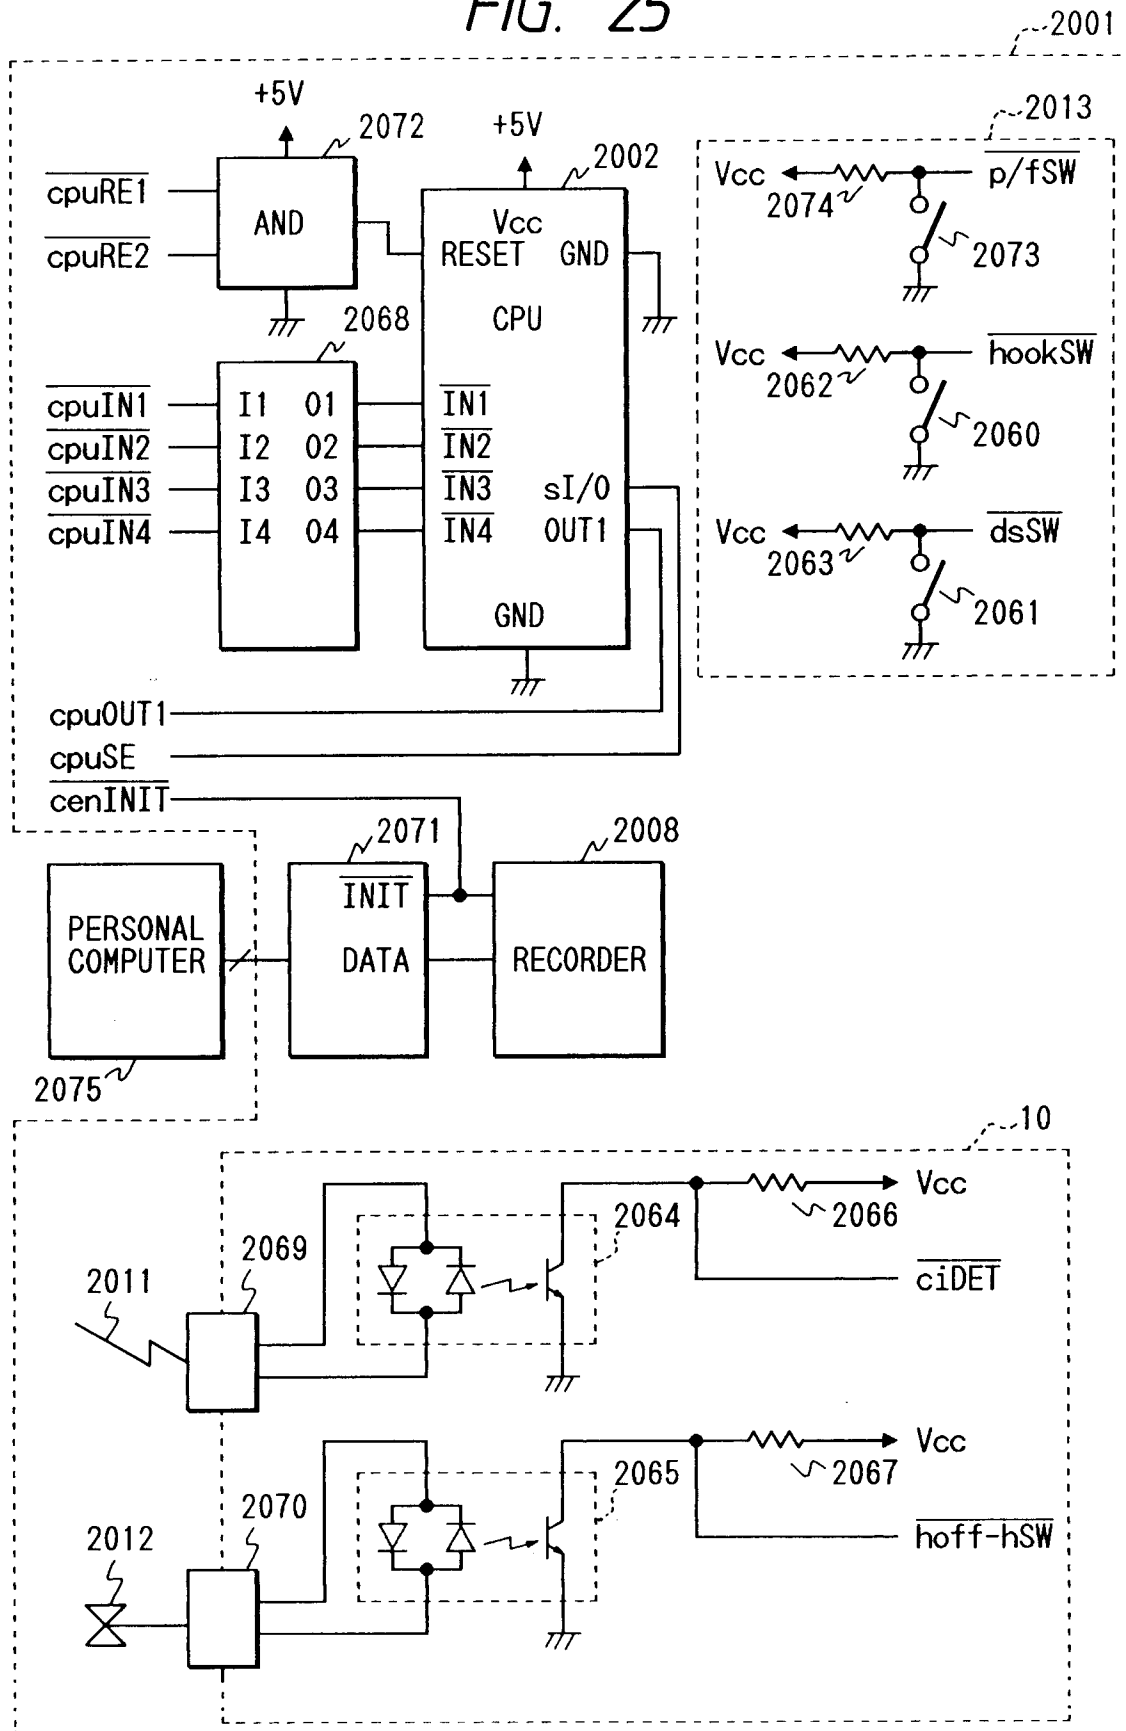 FIG. 25
2001
+5V
2072
+5V
2002
2013
cpuRE1
cpuRE2
AND
Vcc
RESET
GND
CPU
Vcc
2074
p/fSW
2073
2068
Vcc
2062
hookSW
2060
cpuIN1
I1
O1
IN1
cpuIN2
I2
O2
IN2
cpuIN3
I3
O3
IN3
sI/O
cpuIN4
I4
O4
IN4
OUT1
GND
Vcc
2063
dsSW
2061
cpuOUT1
cpuSE
cenINIT
2071
2008
PERSONAL
COMPUTER
INIT
DATA
RECORDER
2075
10
2011
2069
2064
2066
Vcc
ciDET
2012
2070
2065
2067
Vcc
hoff-hSW